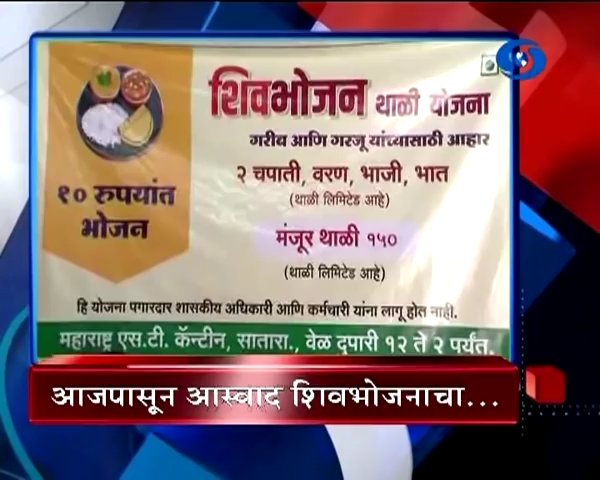 शिवभोजन थाळी योजना
गरीब आणि गरजू यांच्यासाठी आहार
२ चपाती, वरण, भाजी, भात
(थाळी लिमिटेड आहे)
१० रुपयांत
भोजन
मंजूर थाळी १५०
(थाळी लिमिटेड आहे)
हि योजना पगारदार शासकीय अधिकारी आणि कर्मचारी यांना लागू होत नाही.
महाराष्ट्र एस.टी. कॅन्टीन, सातारा., वेळ दुपारी १२ ते २ पर्यंत.
आजपासून आस्वाद शिवभोजनाचा...